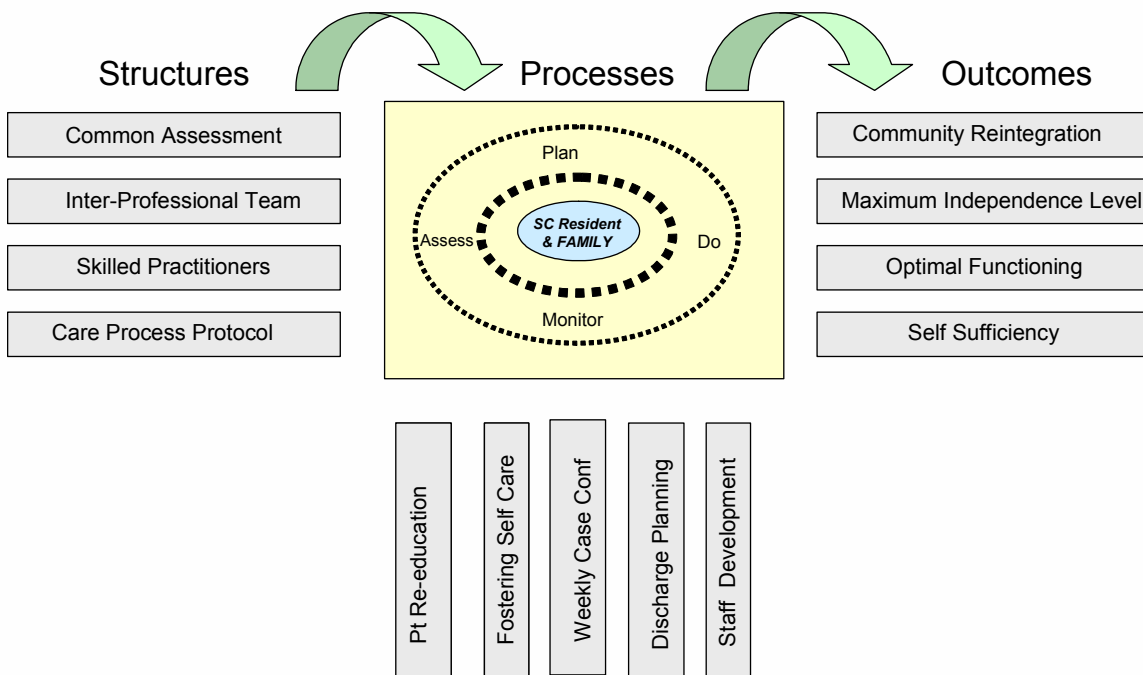 Structures
Processes
Outcomes
Common Assessment
Inter-Professional Team
Skilled Practitioners
Care Process Protocol
Plan
Assess
SC Resident
& FAMILY
Do
Monitor
Community Reintegration
Maximum Independence Level
Optimal Functioning
Self Sufficiency
Pt Re-education
Fostering Self Care
Weekly Case Conf
Discharge Planning
Staff Development